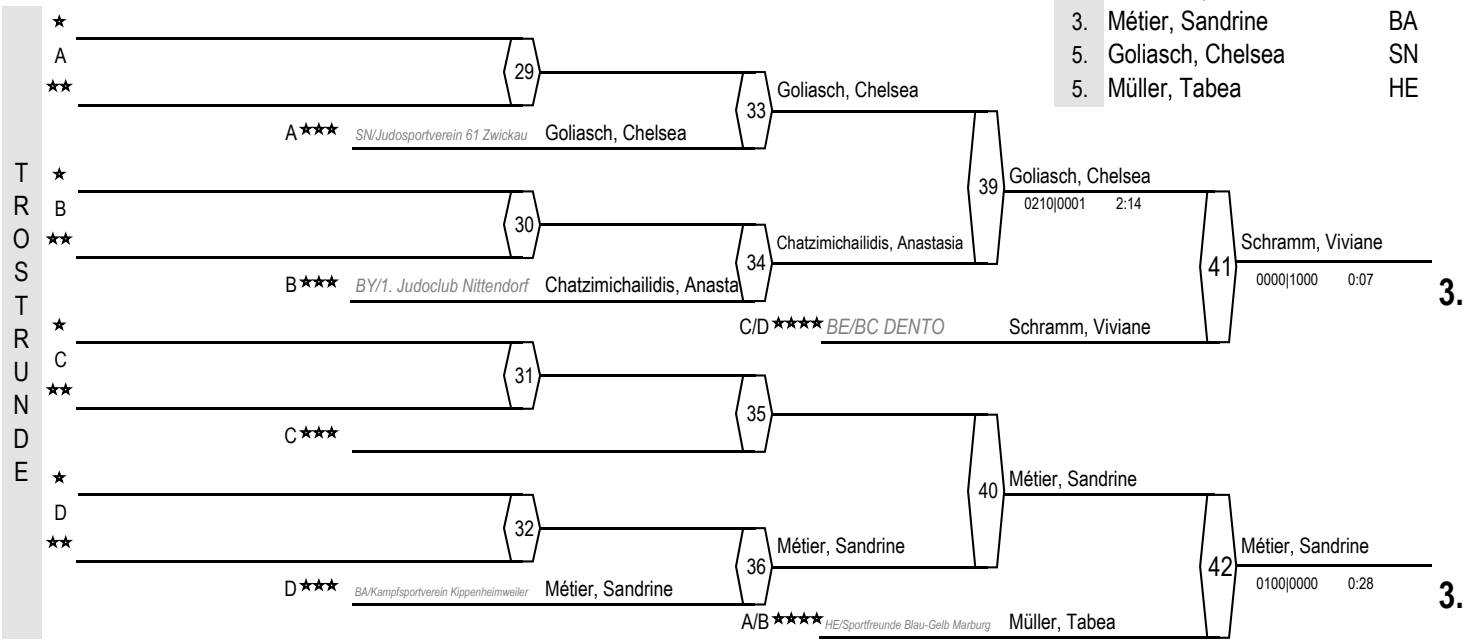 3. Métier, Sandrine BA
5. Goliasch, Chelsea SN
5. Müller, Tabea HE
TROSTRUNDE
★
A
★★
29
A ★★★ SN/Judosportverein 61 Zwickau Goliasch, Chelsea
33
Goliasch, Chelsea
★
B
★★
30
B ★★★ BY/1. Judoclub Nittendorf Chatzimichailidis, Anasta
34
Chatzimichailidis, Anastasia
39
Goliasch, Chelsea
0210|0001 2:14
C/D ★★★★ BE/BC DENTO Schramm, Viviane
41
Schramm, Viviane
0000|1000 0:07
3.
★
C
★★
31
C ★★★
35
★
D
★★
32
D ★★★ BA/Kampfsportverein Kippenheimweiler Métier, Sandrine
36
Métier, Sandrine
40
Métier, Sandrine
A/B ★★★★ HE/Sportfreunde Blau-Gelb Marburg Müller, Tabea
42
Métier, Sandrine
0100|0000 0:28
3.